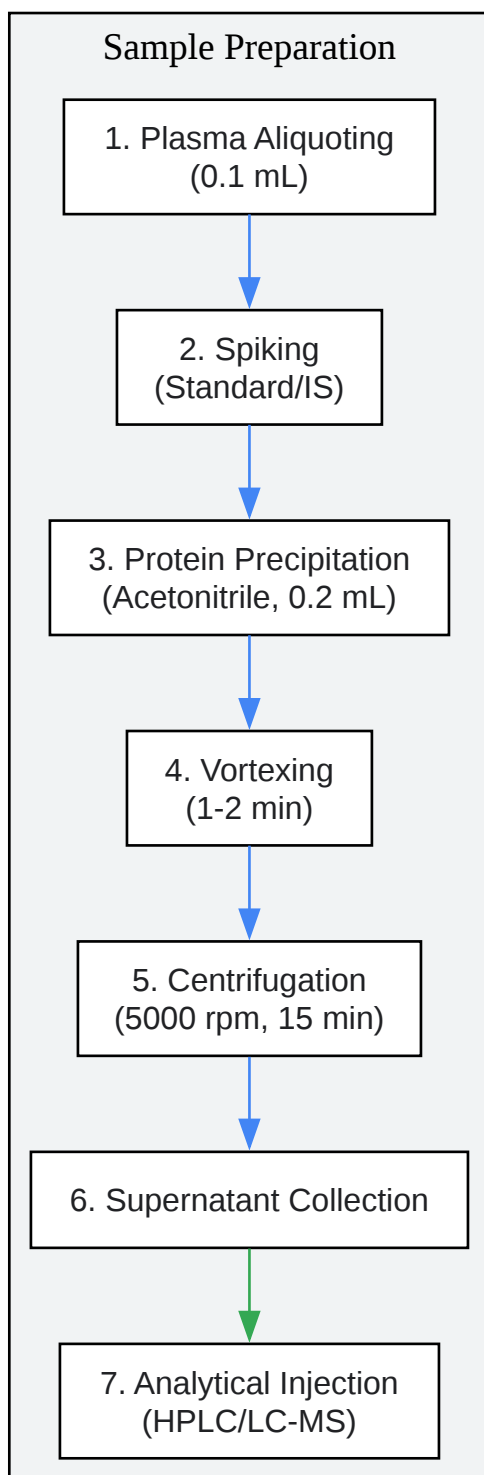 Sample Preparation
1. Plasma Aliquoting
(0.1 mL)
2. Spiking
(Standard/IS)
3. Protein Precipitation
(Acetonitrile, 0.2 mL)
4. Vortexing
(1-2 min)
5. Centrifugation
(5000 rpm, 15 min)
6. Supernatant Collection
7. Analytical Injection
(HPLC/LC-MS)